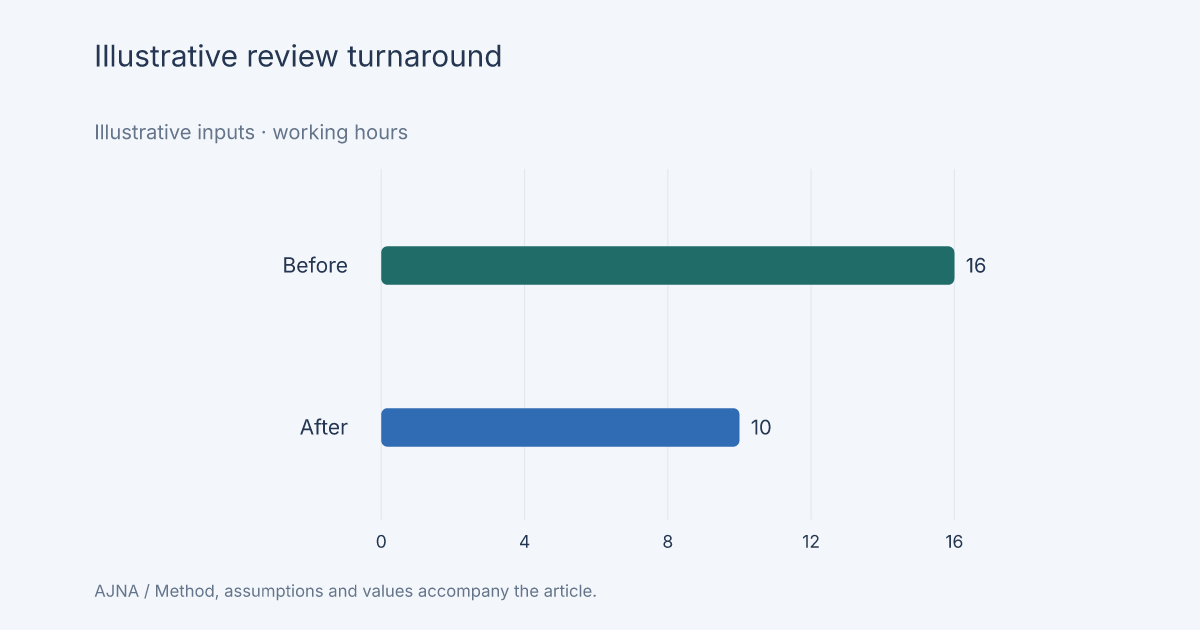 Illustrative review turnaround
Illustrative inputs · working hours
Before 16
After 10
0 4 8 12 16
AJNA / Method, assumptions and values accompany the article.